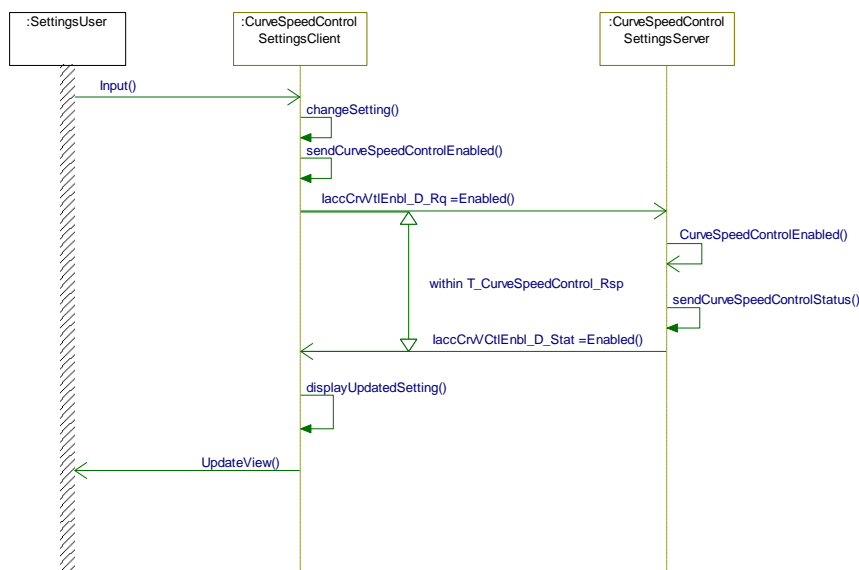 :SettingsUser
:CurveSpeedControl
SettingsClient
:CurveSpeedControl
SettingsServer
Input()
changeSetting()
sendCurveSpeedControlEnabled()
IaccCrvVtlEnbl_D_Rq =Enabled()
CurveSpeedControlEnabled()
within T_CurveSpeedControl_Rsp
sendCurveSpeedControlStatus()
IaccCrvVCtlEnbl_D_Stat =Enabled()
displayUpdatedSetting()
UpdateView()